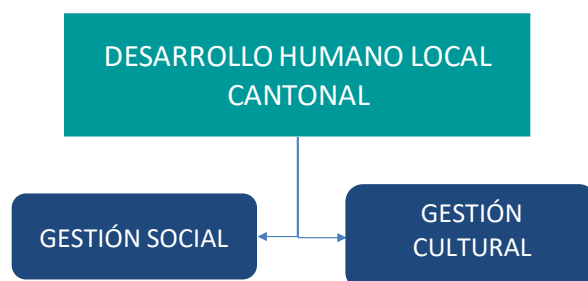 DESARROLLO HUMANO LOCAL
CANTONAL
GESTIÓN SOCIAL
GESTIÓN
CULTURAL